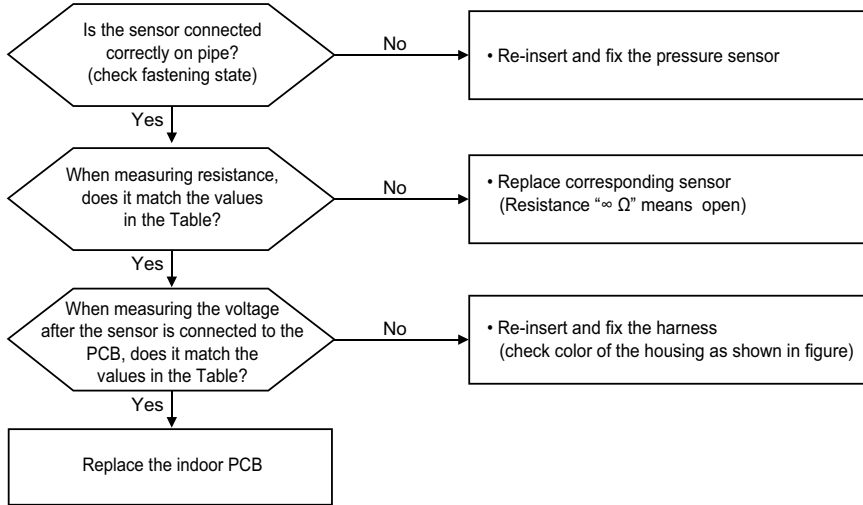 Is the sensor connected
correctly on pipe?
(check fastening state)
No
• Re-insert and fix the pressure sensor
Yes
When measuring resistance,
does it match the values
in the Table?
No
• Replace corresponding sensor
(Resistance “∞ Ω” means open)
Yes
When measuring the voltage
after the sensor is connected to the
PCB, does it match the
values in the Table?
No
• Re-insert and fix the harness
(check color of the housing as shown in figure)
Yes
Replace the indoor PCB